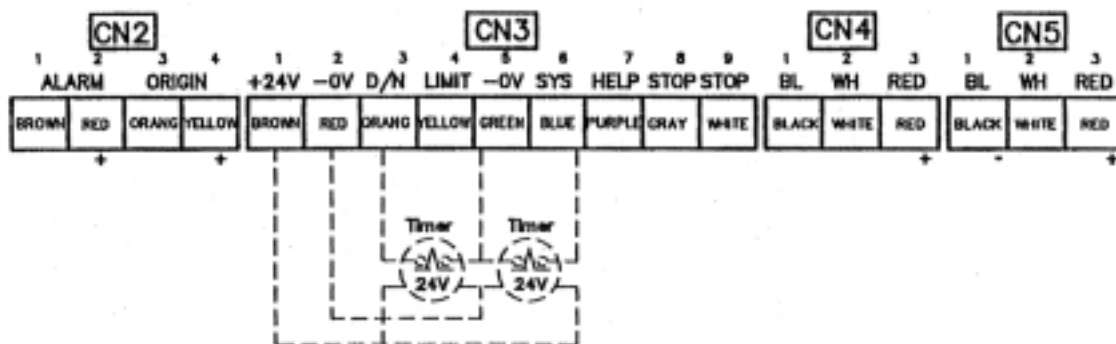 CN2 CN3 CN4 CN5
1 2 3 4 1 2 3 4 5 6 7 8 9 1 2 3 1 2 3
ALARM ORIGIN +24V -0V D/N LIMIT -0V SYS HELP STOP STOP BL WH RED BL WH RED
BROWN RED ORANG YELLOW BROWN RED ORANG YELLOW GREEN BLUE PURPLE GRAY WHITE BLACK WHITE RED BLACK WHITE RED
+ + + - +
Timer Timer
24V 24V